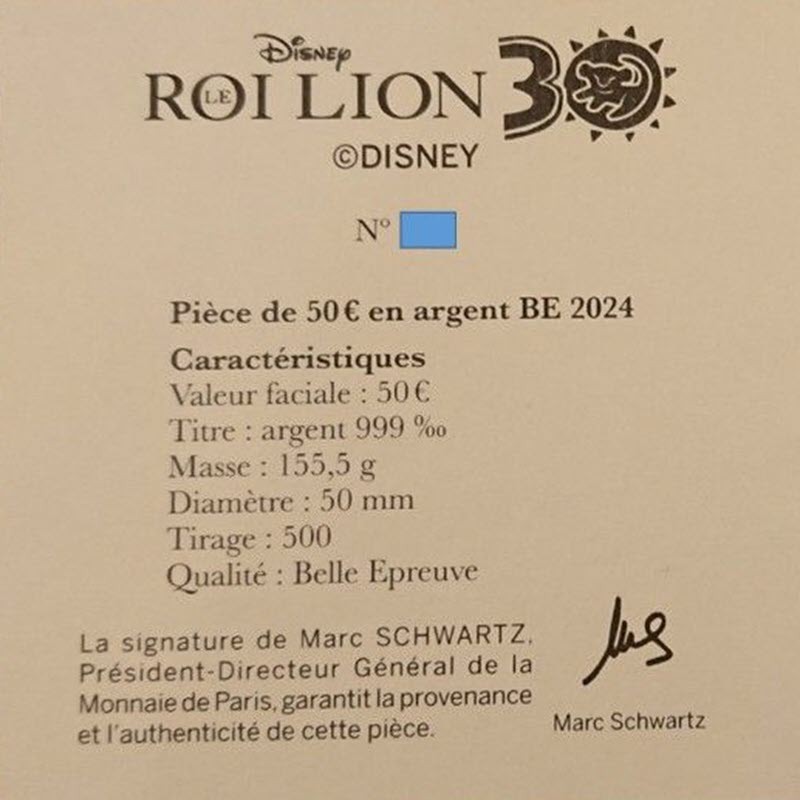 Disney
LE ROI LION 30
©DISNEY
Nº
Pièce de 50€ en argent BE 2024
Caractéristiques
Valeur faciale : 50€
Titre : argent 999 ‰
Masse : 155,5 g
Diamètre : 50 mm
Tirage : 500
Qualité : Belle Epreuve
La signature de Marc SCHWARTZ,
Président-Directeur Général de la
Monnaie de Paris, garantit la provenance
et l'authenticité de cette pièce.
Marc Schwartz